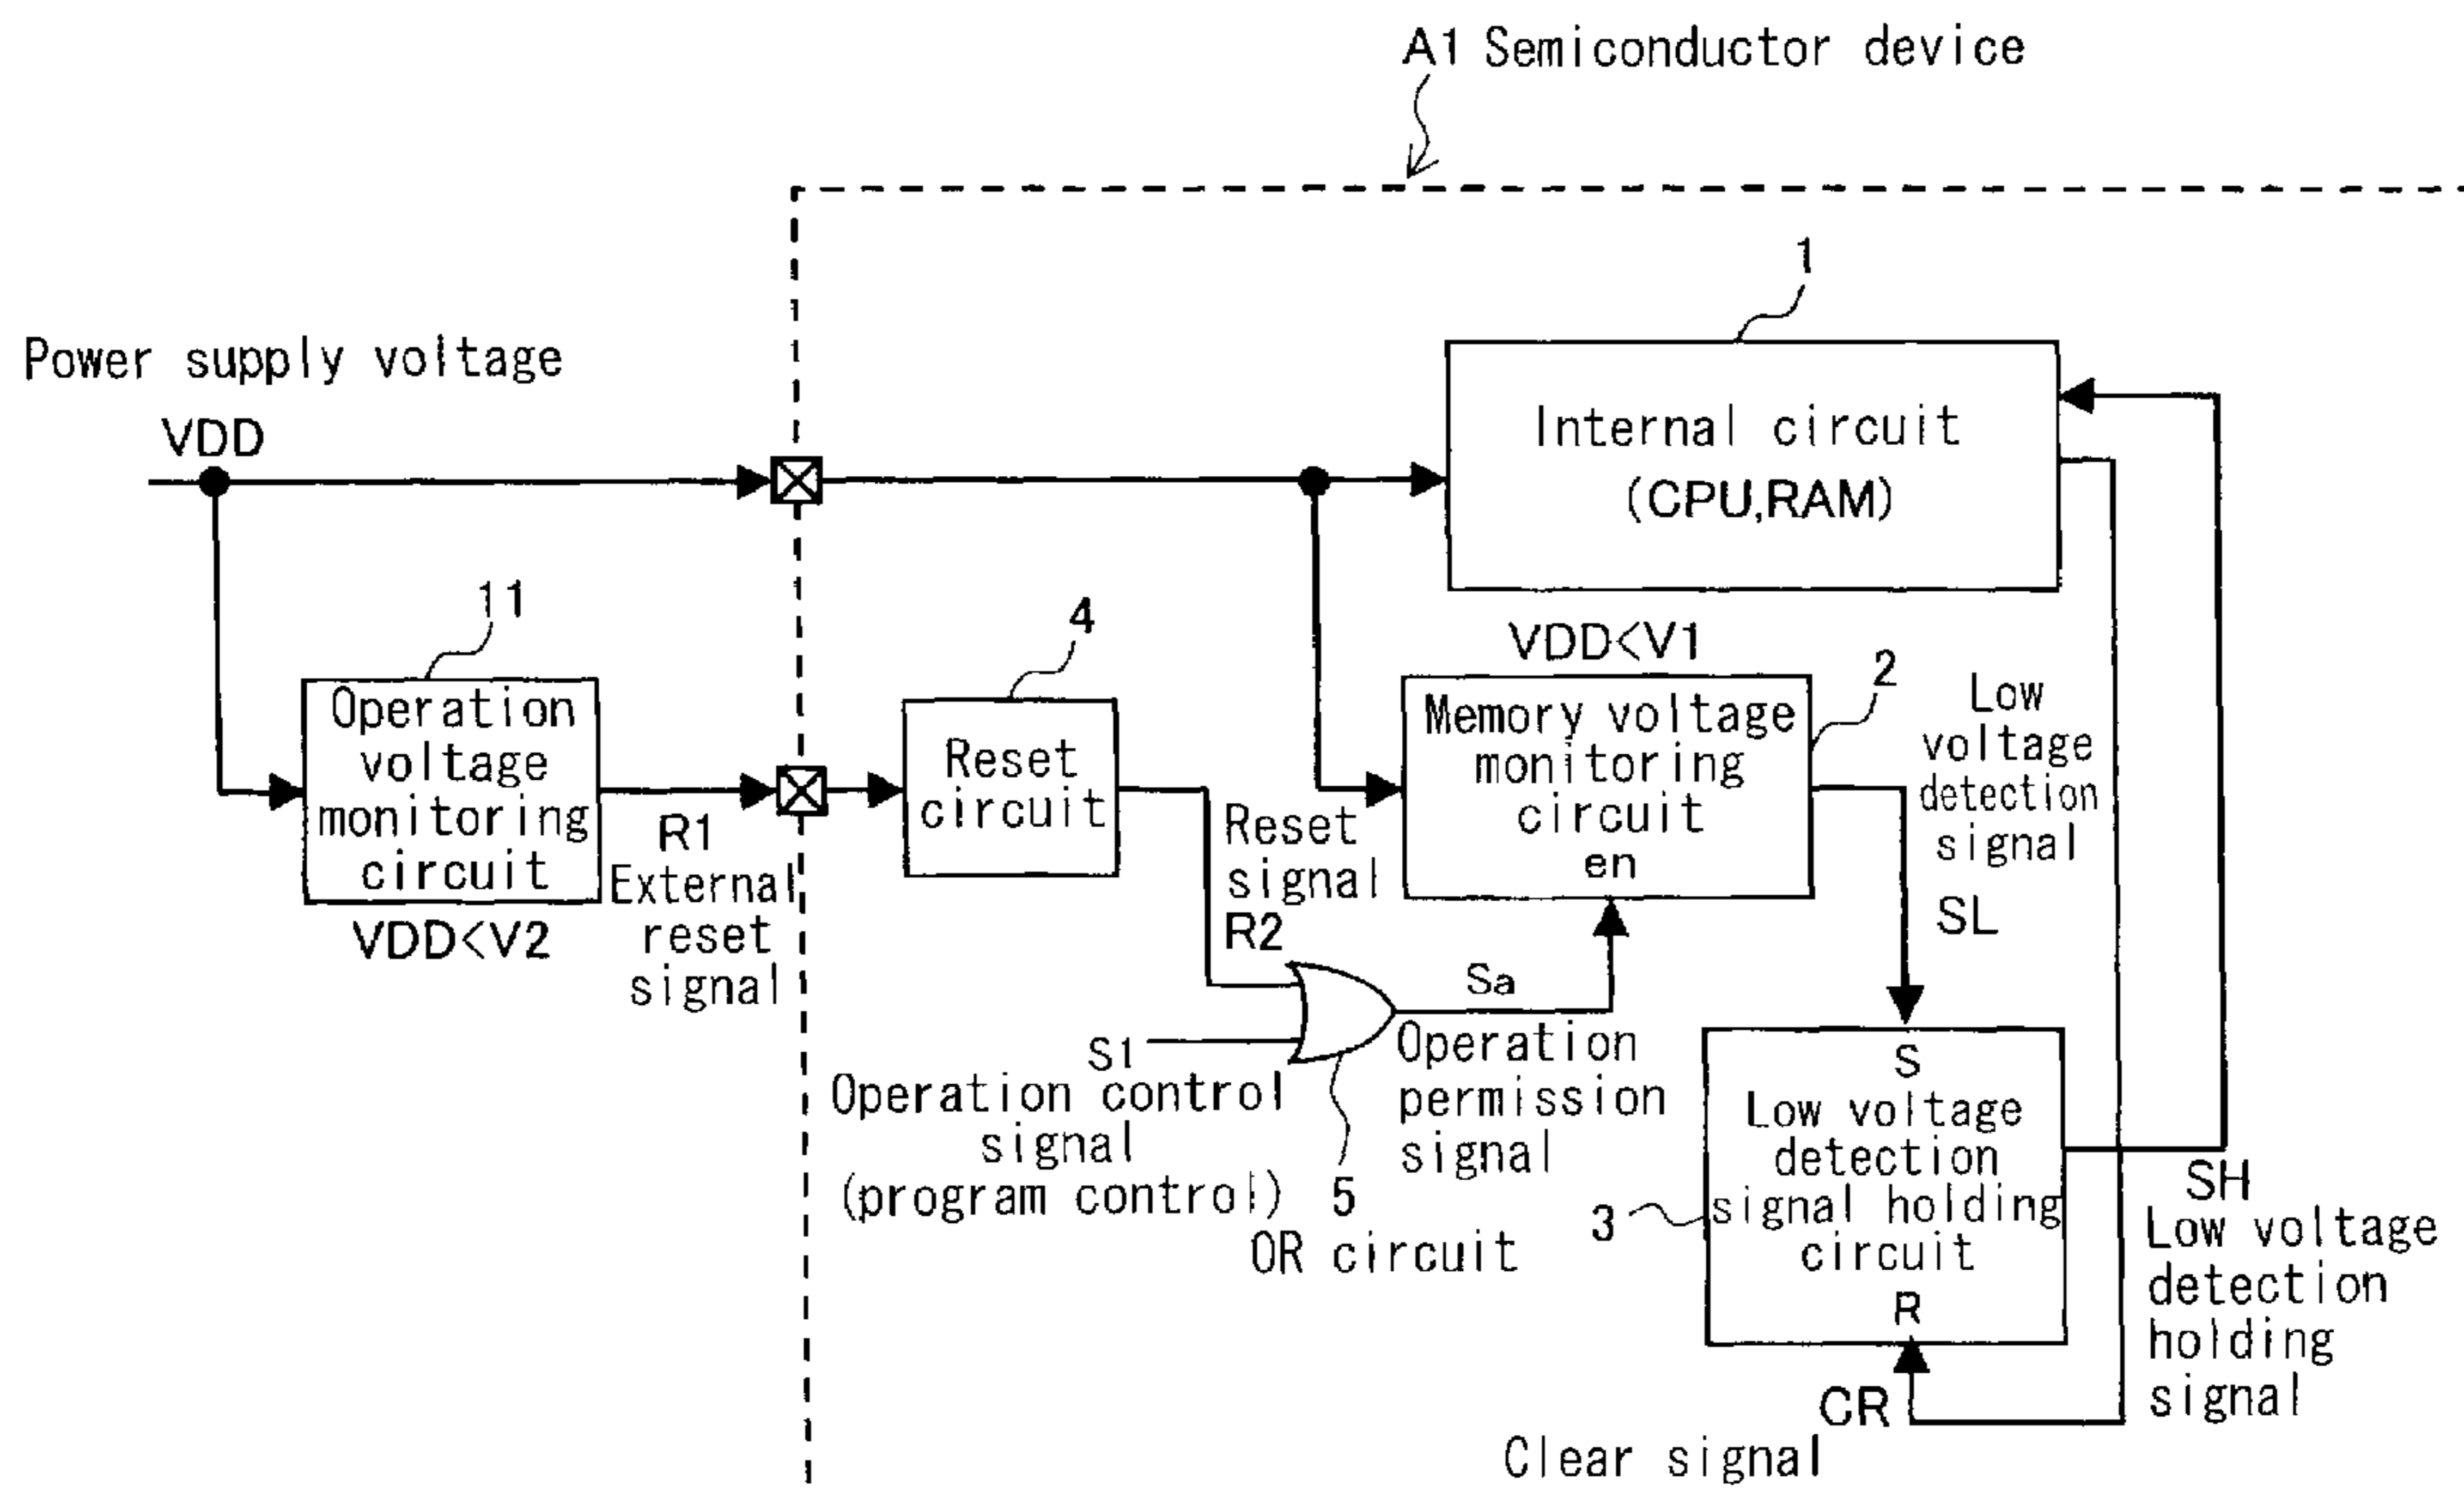 A1 Semiconductor device
1
Power supply voltage
VDD
Internal circuit
(CPU,RAM)
11
Operation
voltage
monitoring
circuit
VDD<V2
R1
External
reset
signal
4
Reset
circuit
Reset
signal
R2
VDD<V1
2
Memory voltage
monitoring
circuit
en
Low
voltage
detection
signal
SL
S1
Operation control
signal
(program control)
5
OR circuit
Sa
Operation
permission
signal
3
S
Low voltage
detection
signal holding
circuit
R
SH
Low voltage
detection
holding
signal
CR
Clear signal